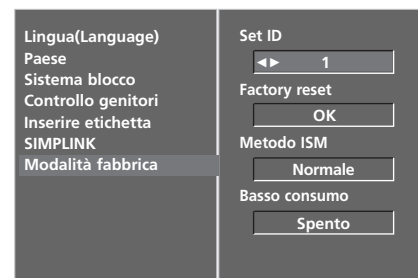 Lingua(Language)
Paese
Sistema blocco
Controllo genitori
Inserire etichetta
SIMPLINK
Modalità fabbrica
Set ID
◄► 1
Factory reset
OK
Metodo ISM
Normale
Basso consumo
Spento